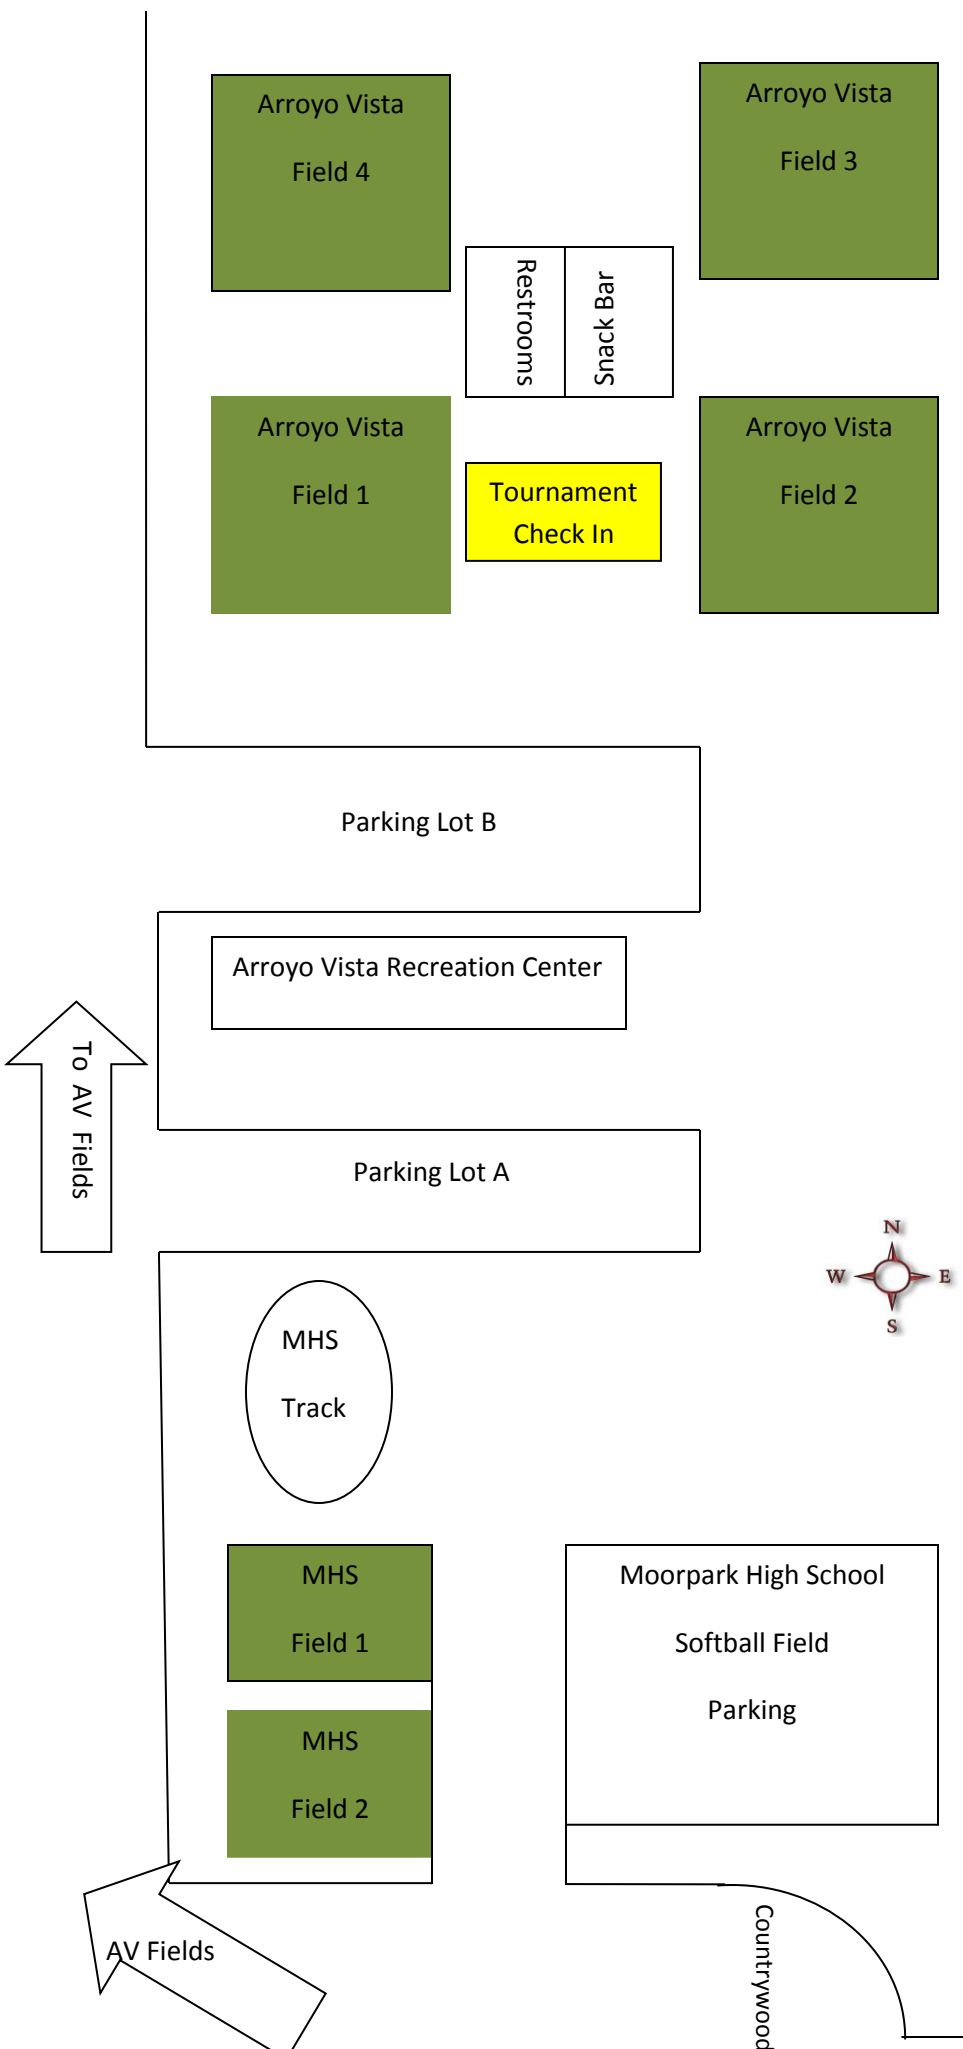 Arroyo Vista
Field 4
Arroyo Vista
Field 3
Restrooms
Snack Bar
Arroyo Vista
Field 1
Tournament
Check In
Arroyo Vista
Field 2
Parking Lot B
Arroyo Vista Recreation Center
To AV Fields
Parking Lot A
N
W
E
S
MHS
Track
MHS
Field 1
Moorpark High School
Softball Field
Parking
MHS
Field 2
AV Fields
Countrywood